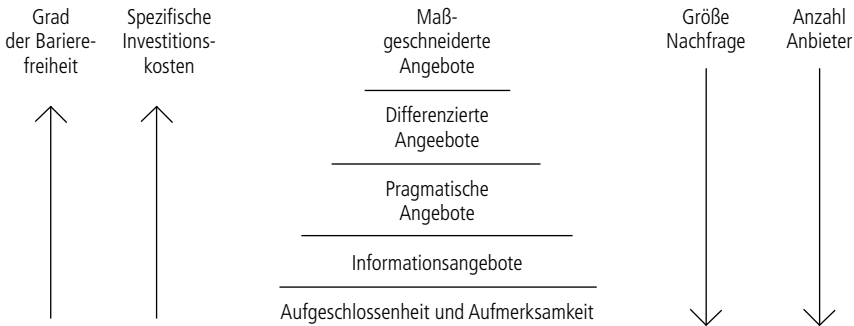 Grad
der Bariere-
freiheit
Spezifische
Investitions-
kosten
Maß-
geschneiderte
Angebote
Größe
Nachfrage
Anzahl
Anbieter
Differenzierte
Angeebote
Pragmatische
Angebote
Informationsangebote
Aufgeschlossenheit und Aufmerksamkeit